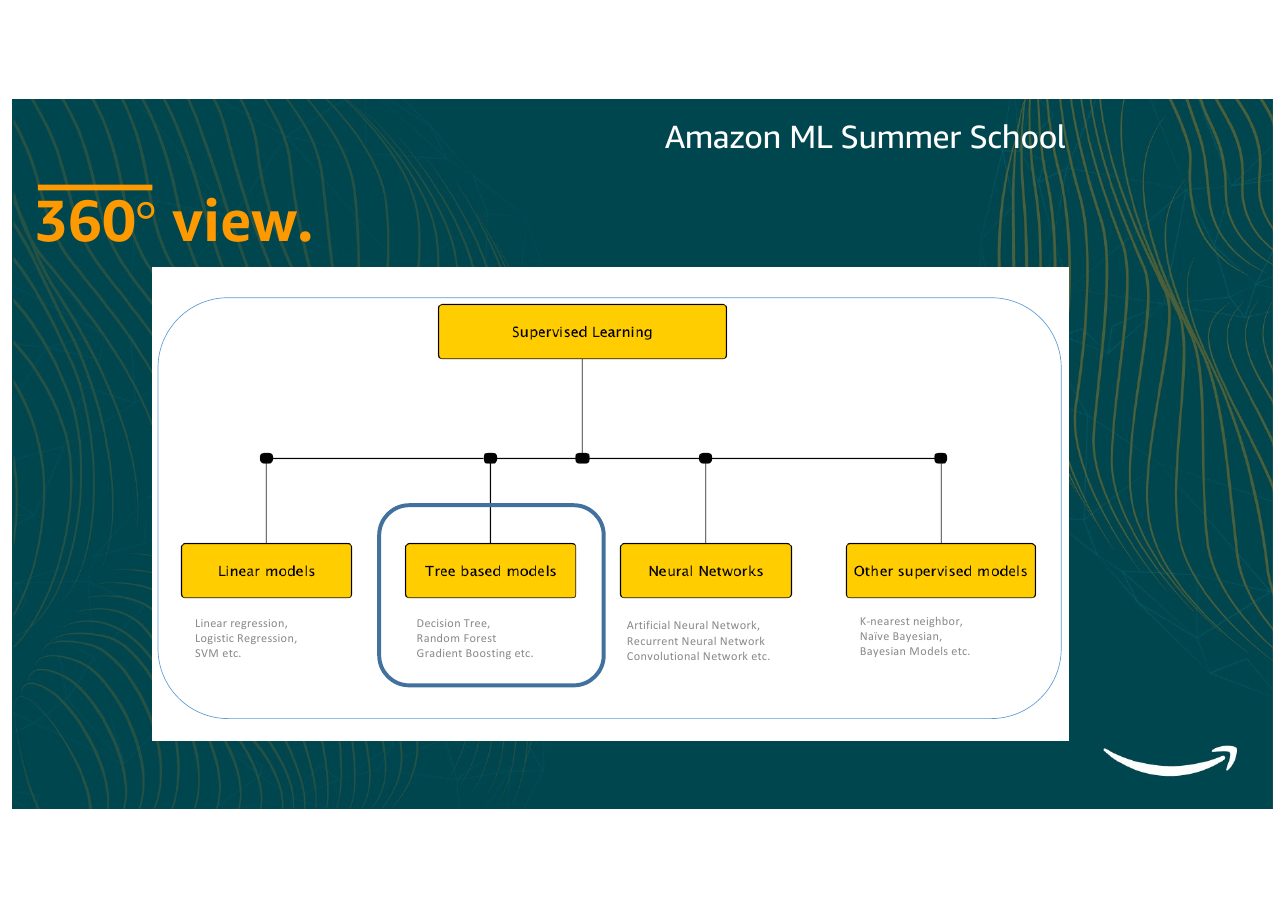 Amazon ML Summer School
360° view.
Supervised Learning
Linear models
Tree based models
Neural Networks
Other supervised models
Linear regression,
Logistic Regression,
SVM etc.
Decision Tree,
Random Forest
Gradient Boosting etc.
Artificial Neural Network,
Recurrent Neural Network
Convolutional Network etc.
K-nearest neighbor,
Naïve Bayesian,
Bayesian Models etc.